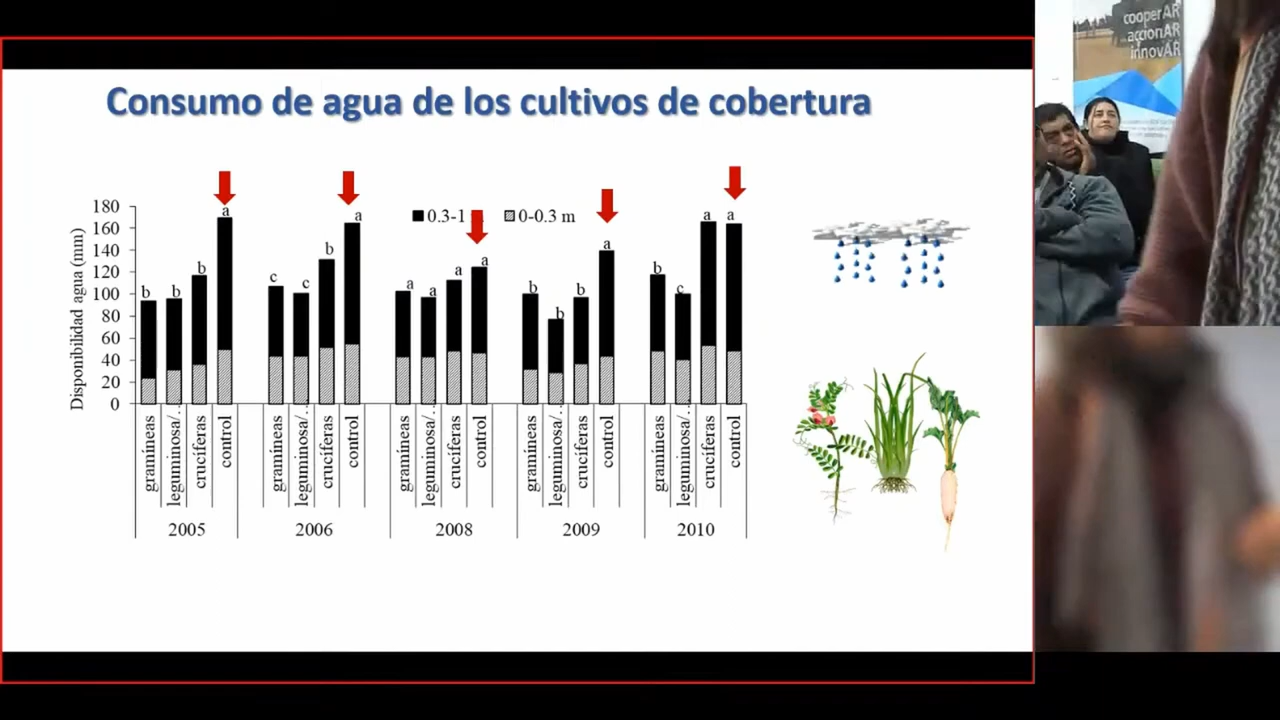 Consumo de agua de los cultivos de cobertura
cooperAR
accionAR
innovAR
0.3-1
0-0.3 m
Disponibilidad agua (mm)
180
160
140
120
100
80
60
40
20
0
b b b a
c c b a
a a a a
b b b a
b c a a
gramíneas leguminosa/… crucíferas control
gramíneas leguminosa/… crucíferas control
gramíneas leguminosa/… crucíferas control
gramíneas leguminosa/… crucíferas control
gramíneas leguminosa/… crucíferas control
2005 2006 2008 2009 2010